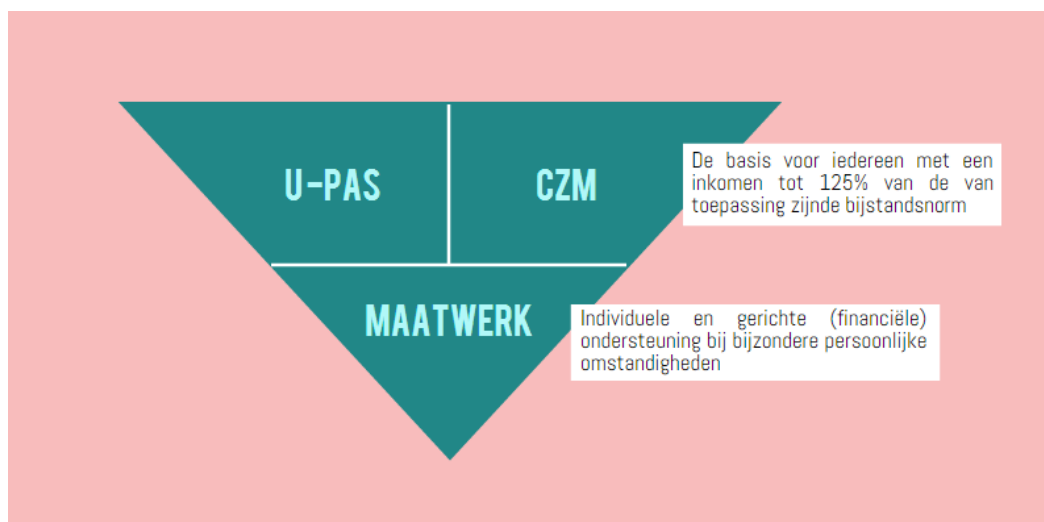 U-PAS
CZM
De basis voor iedereen met een
inkomen tot 125% van de van
toepassing zijnde bijstandsnorm
MAATWERK
Individuele en gerichte (financiële)
ondersteuning bij bijzondere persoonlijke
omstandigheden